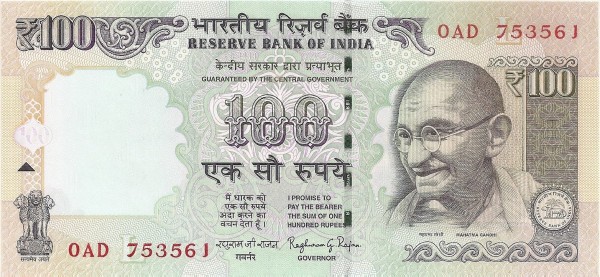 ₹100
भारतीय रिज़र्व बैंक
RESERVE BANK OF INDIA
0AD 75356J
केन्द्रीय सरकार द्वारा प्रत्याभूत
GUARANTEED BY THE CENTRAL GOVERNMENT
₹100
100
100
एक सौ रुपये
मैं धारक को
एक सौ रुपये
अदा करने का
वचन देता हूँ।
I PROMISE TO
PAY THE BEARER
THE SUM OF ONE
HUNDRED RUPEES
सत्यमेव जयते
0AD 75356J
रघुराम गो राजन
गवर्नर
Raghuram G Rajan
GOVERNOR
महात्मा गांधी
MAHATMA GANDHI